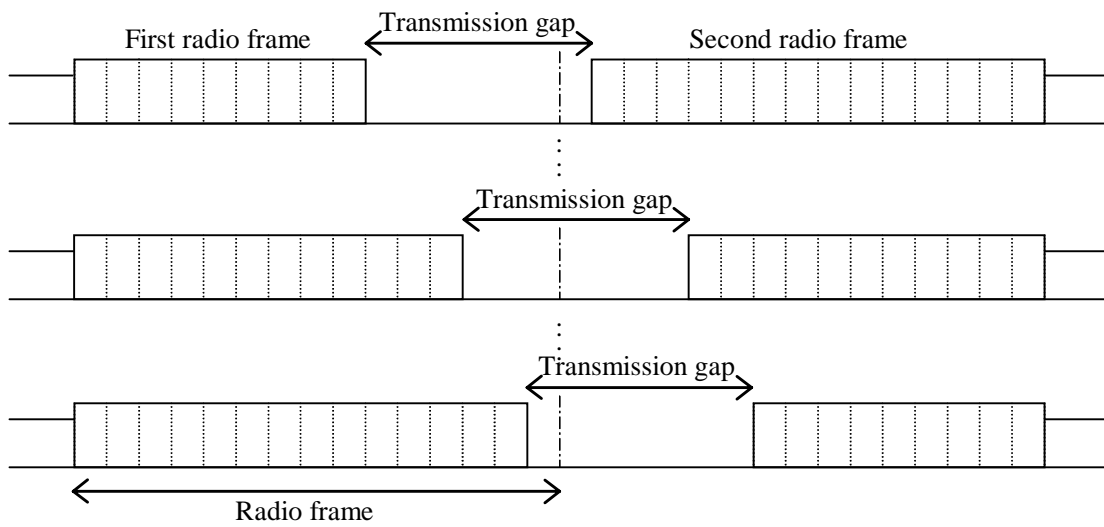 Transmission gap
First radio frame
Second radio frame
Transmission gap
Transmission gap
Radio frame